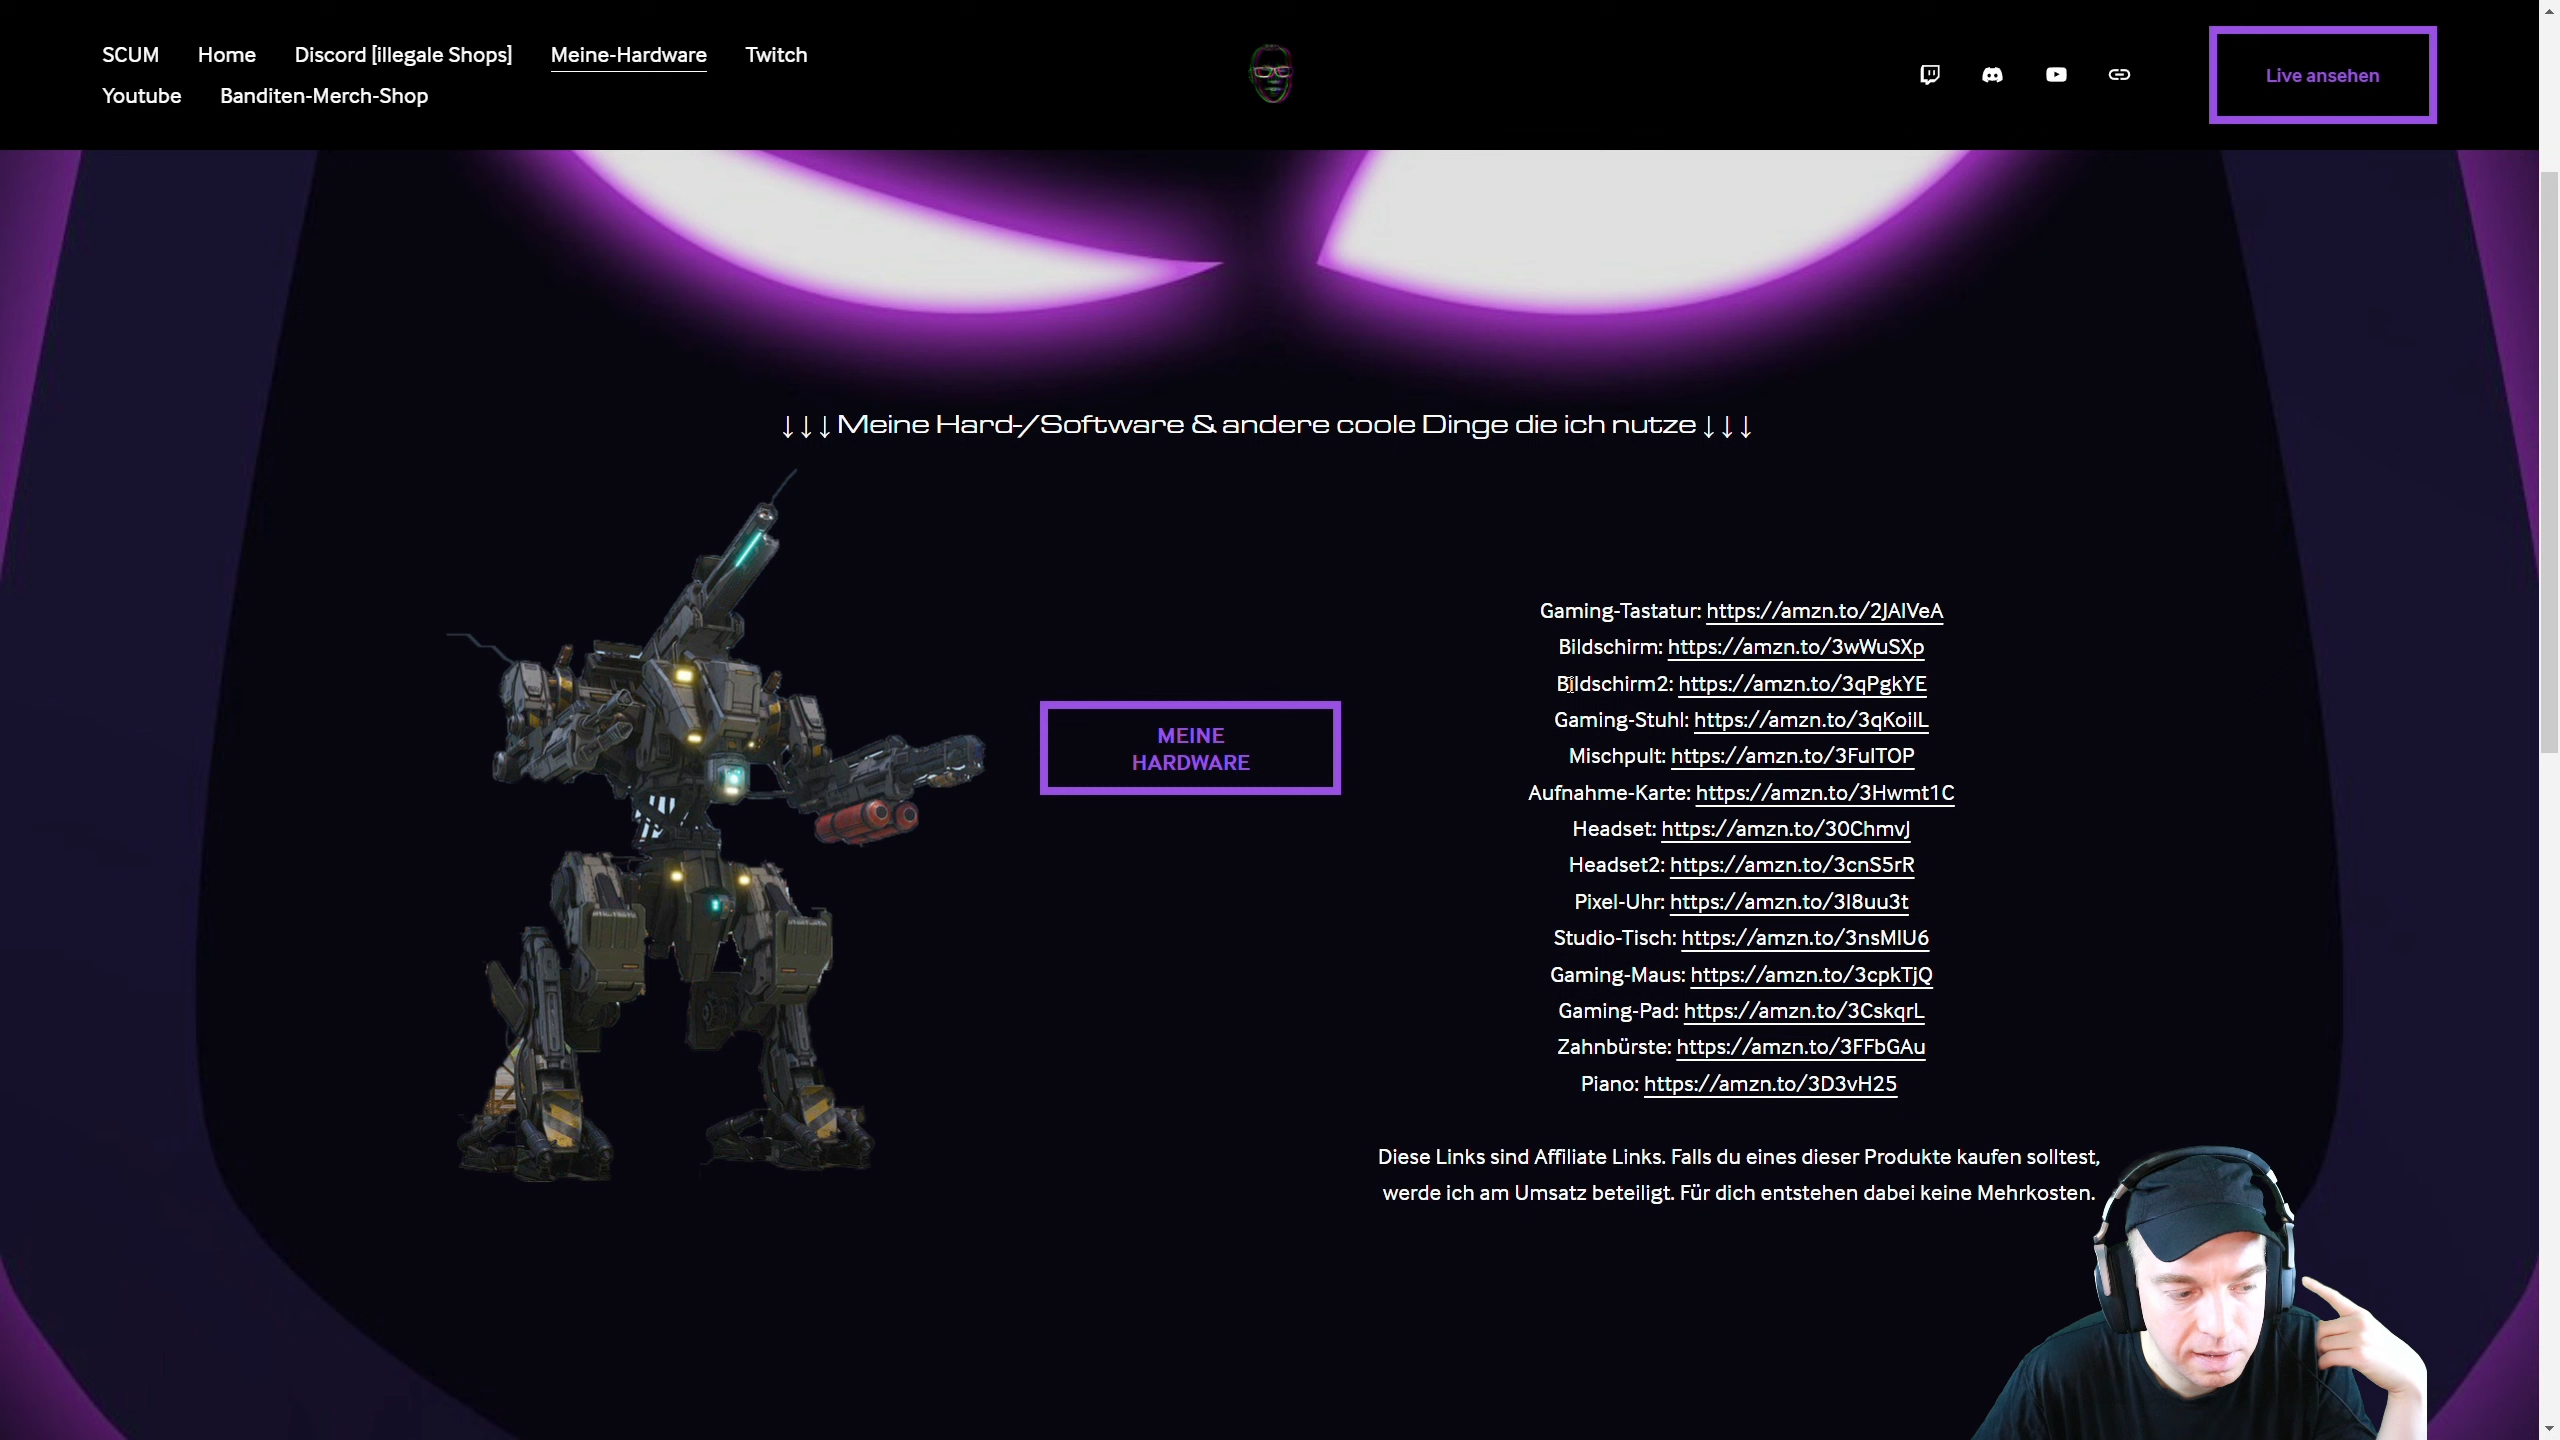 SCUM
Home
Discord [illegale Shops]
Meine-Hardware
Twitch
Youtube
Banditen-Merch-Shop
Live ansehen
↓↓↓ Meine Hard-/Software & andere coole Dinge die ich nutze ↓↓↓
MEINE
HARDWARE
Gaming-Tastatur: https://amzn.to/2JAIVeA
Bildschirm: https://amzn.to/3wWuSXp
Bildschirm2: https://amzn.to/3qPgkYE
Gaming-Stuhl: https://amzn.to/3qKoilL
Mischpult: https://amzn.to/3FuITOP
Aufnahme-Karte: https://amzn.to/3Hwmt1C
Headset: https://amzn.to/30ChmvJ
Headset2: https://amzn.to/3cnS5rR
Pixel-Uhr: https://amzn.to/3I8uu3t
Studio-Tisch: https://amzn.to/3nsMIU6
Gaming-Maus: https://amzn.to/3cpkTjQ
Gaming-Pad: https://amzn.to/3CskqrL
Zahnbürste: https://amzn.to/3FFbGAu
Piano: https://amzn.to/3D3vH25
Diese Links sind Affiliate Links. Falls du eines dieser Produkte kaufen solltest,
werde ich am Umsatz beteiligt. Für dich entstehen dabei keine Mehrkosten.